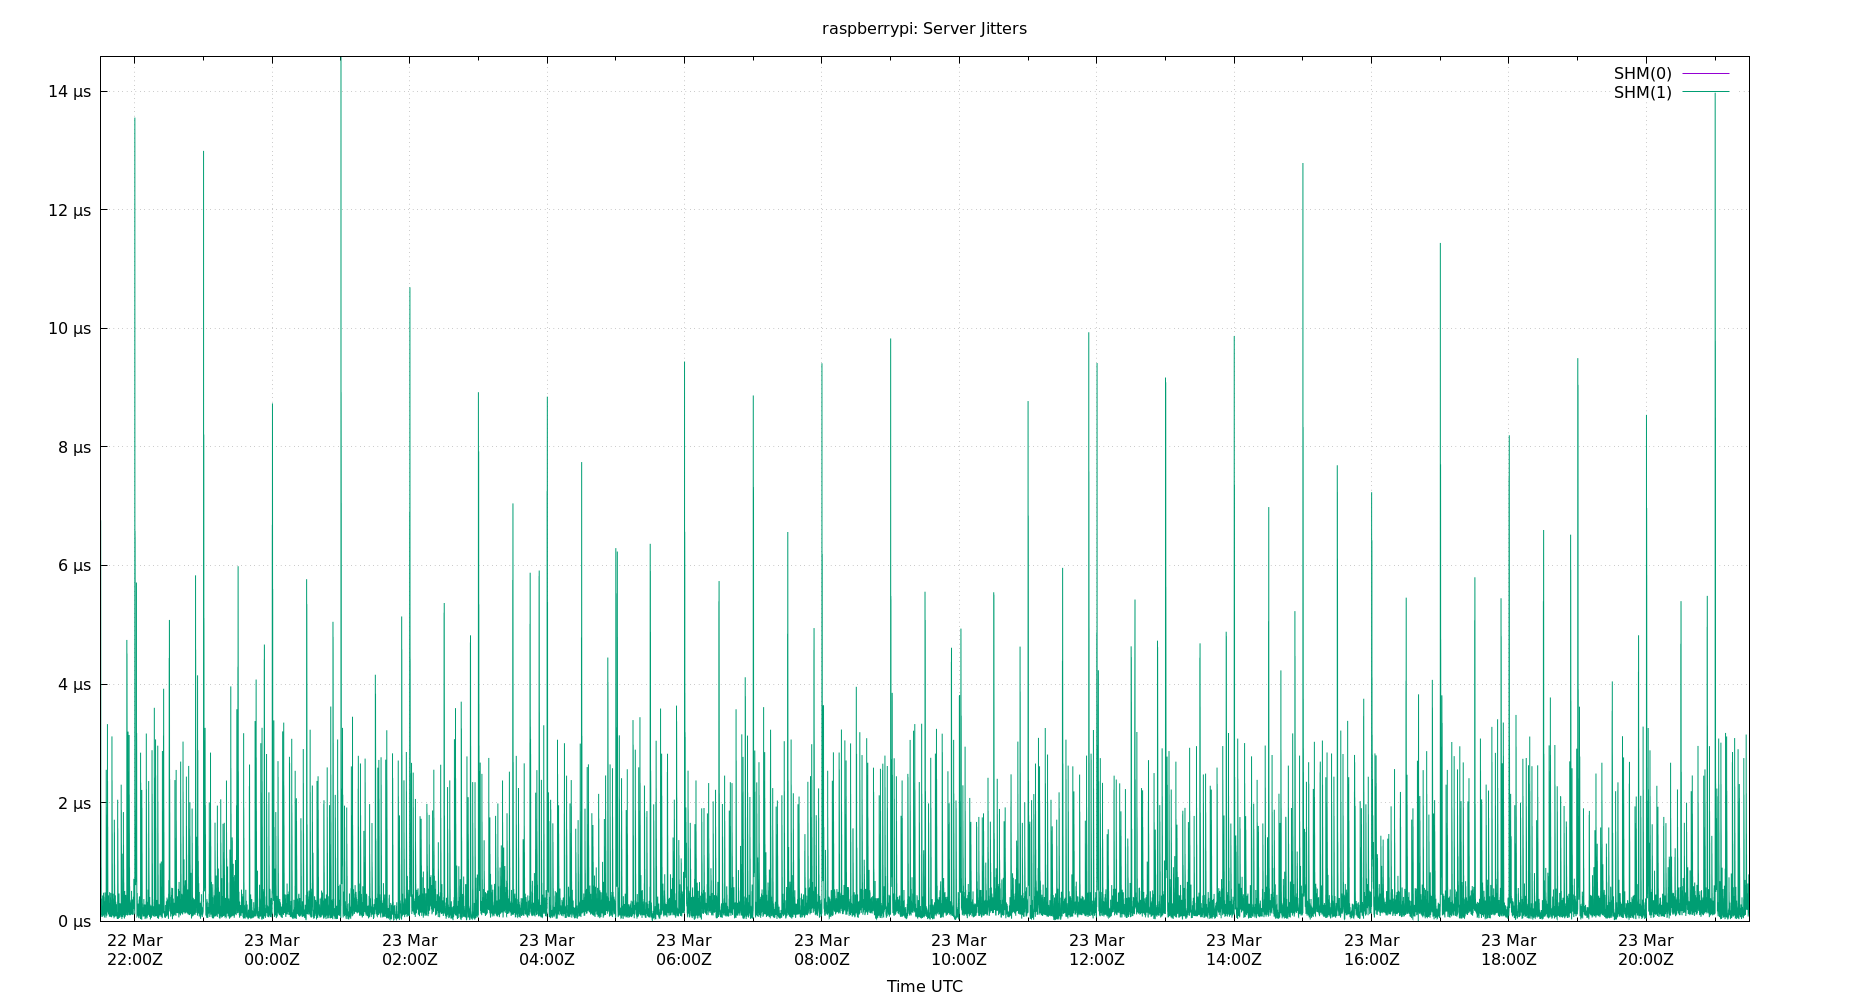 raspberrypi: Server Jitters
SHM(0)
SHM(1)
14 µs
12 µs
10 µs
8 µs
6 µs
4 µs
2 µs
0 µs
22 Mar
22:00Z
23 Mar
00:00Z
23 Mar
02:00Z
23 Mar
04:00Z
23 Mar
06:00Z
23 Mar
08:00Z
23 Mar
10:00Z
23 Mar
12:00Z
23 Mar
14:00Z
23 Mar
16:00Z
23 Mar
18:00Z
23 Mar
20:00Z
Time UTC